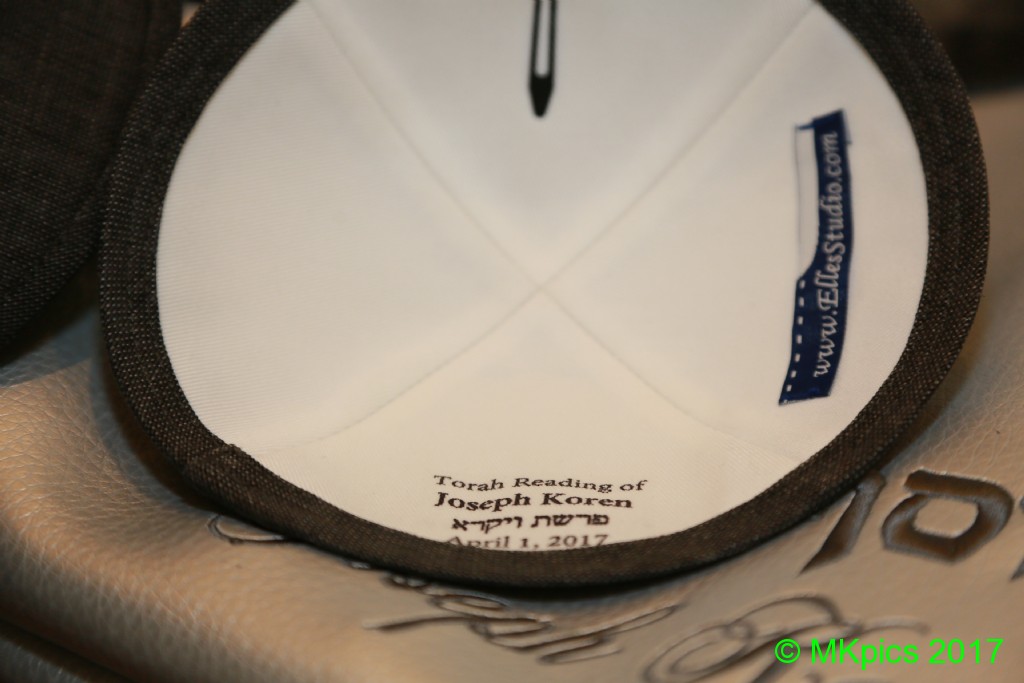 www.EllesStudio.com
Torah Reading of
Joseph Koren
פרשת ויקרא
April 1, 2017
© MKpics 2017